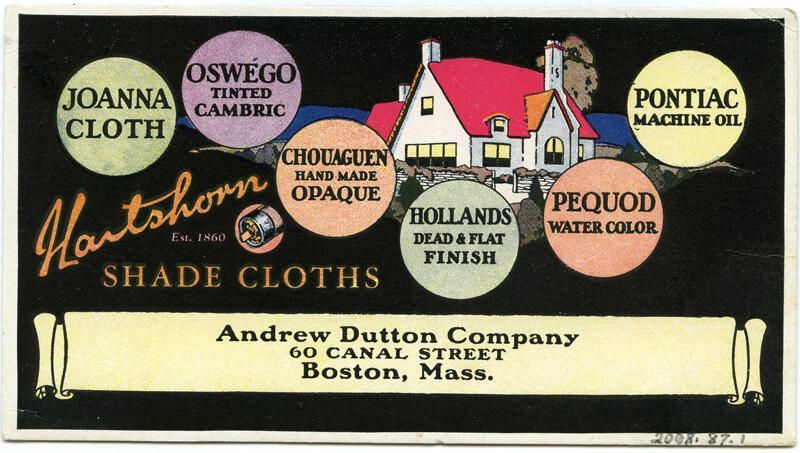 JOANNA
CLOTH
OSWEGO
TINTED
CAMBRIC
CHOUAGUEN
HAND MADE
OPAQUE
HOLLANDS
DEAD & FLAT
FINISH
PEQUOD
WATER COLOR
PONTIAC
MACHINE OIL
Hartshorn
Est. 1860
SHADE CLOTHS
Andrew Dutton Company
60 CANAL STREET
Boston, Mass.
2008.87.1